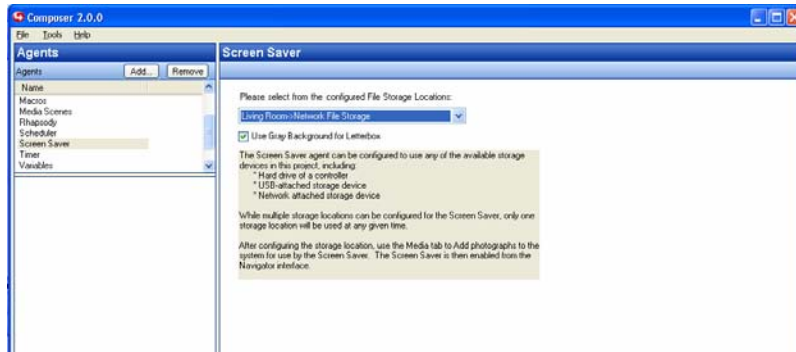 Composer 2.0.0
File Tools Help
Agents
Agents Add... Remove
Name
Macros
Media Scenes
Rhapsody
Scheduler
Screen Saver
Timer
Variables
Screen Saver
Please select from the configured File Storage Locations:
Living Room->Network File Storage
Use Gray Background for Letterbox
The Screen Saver agent can be configured to use any of the available storage
devices in this project, including:
* Hard drive of a controller
* USB-attached storage device
* Network attached storage device
While multiple storage locations can be configured for the Screen Saver, only one
storage location will be used at any given time.
After configuring the storage location, use the Media tab to Add photographs to the
system for use by the Screen Saver. The Screen Saver is then enabled from the
Navigator interface.